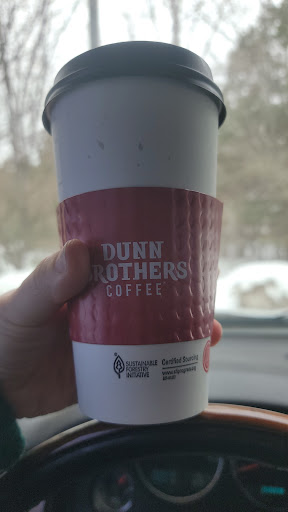 DUNN
BROTHERS
COFFEE
SUSTAINABLE
FORESTRY
INITIATIVE
Certified Sourcing